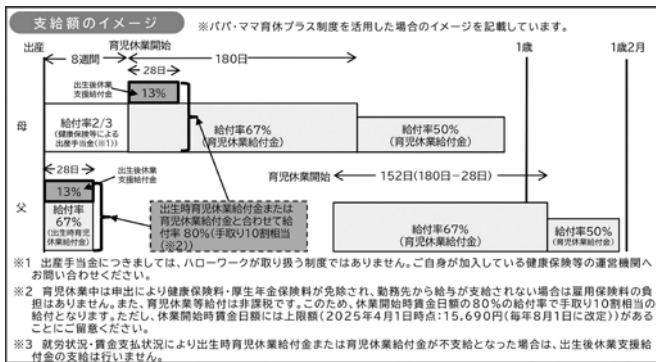 支給額のイメージ
※パパ・ママ育休プラス制度を活用した場合のイメージを記載しています。
出産
育児休業開始
1歳
1歳2月
8週間
180日
28日
出生後休業
支援給付金
13%
母
給付率2/3
(健康保険等による
出産手当金(※1))
給付率67%
(育児休業給付金)
給付率50%
(育児休業給付金)
28日
出生後休業
支援給付金
育児休業開始
152日(180日－28日)
父
13%
給付率
67%
(出生時育児
休業給付金)
出生時育児休業給付金または
育児休業給付金と合わせて給
付率 80%(手取り10割相当
(※2))
給付率67%
(育児休業給付金)
給付率50%
(育児休業給付金)
※1 出産手当金につきましては、ハローワークが取り扱う制度ではありません。ご自身が加入している健康保険等の運営機関へ
お問い合わせください。
※2 育児休業中は申出により健康保険料・厚生年金保険料が免除され、勤務先から給与が支給されない場合は雇用保険料の負
担はありません。また、育児休業等給付は非課税です。このため、休業開始時賃金日額の80%の給付率で手取り10割相当の
給付となります。ただし、休業開始時賃金日額には上限額(2025年4月1日時点:15,690円(毎年8月1日に改定))があ
ることにご留意ください。
※3 就労状況・賃金支払状況により出生時育児休業給付金または育児休業給付金が不支給となった場合は、出生後休業支援給付
金の支給は行いません。